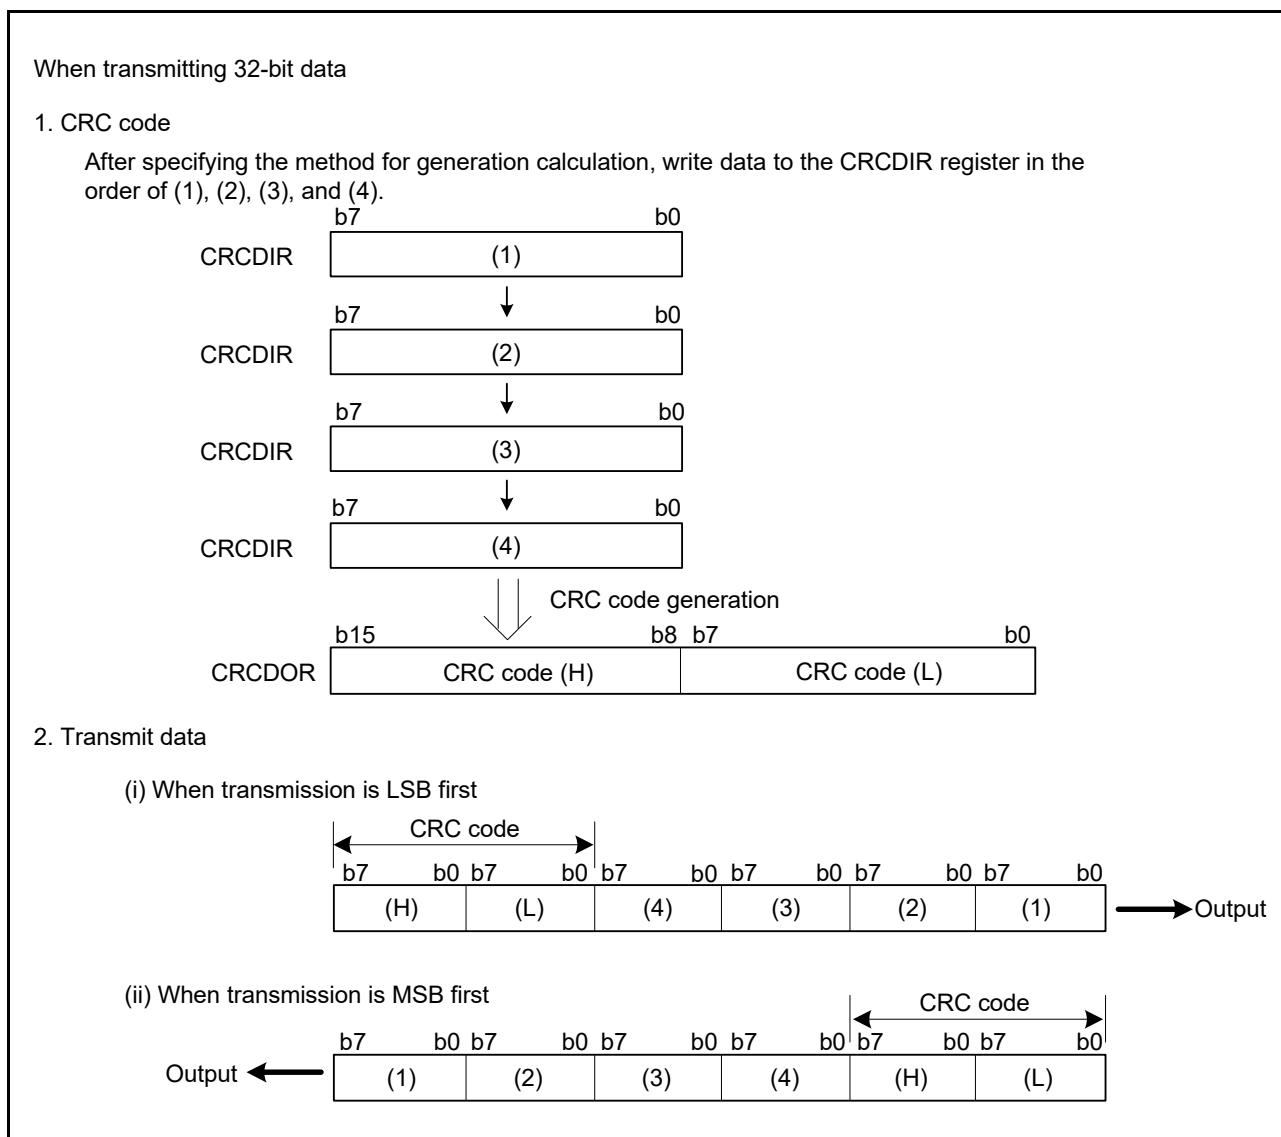 When transmitting 32-bit data
1. CRC code
After specifying the method for generation calculation, write data to the CRCDIR register in the
order of (1), (2), (3), and (4).
b7 b0
CRCDIR (1)
b7 b0
CRCDIR (2)
b7 b0
CRCDIR (3)
b7 b0
CRCDIR (4)
CRC code generation
b15 b8 b7 b0
CRCDOR CRC code (H) CRC code (L)
2. Transmit data
(i) When transmission is LSB first
CRC code
b7 b0 b7 b0 b7 b0 b7 b0 b7 b0 b7 b0
(H) (L) (4) (3) (2) (1) Output
(ii) When transmission is MSB first
CRC code
b7 b0 b7 b0 b7 b0 b7 b0 b7 b0 b7 b0
Output (1) (2) (3) (4) (H) (L)